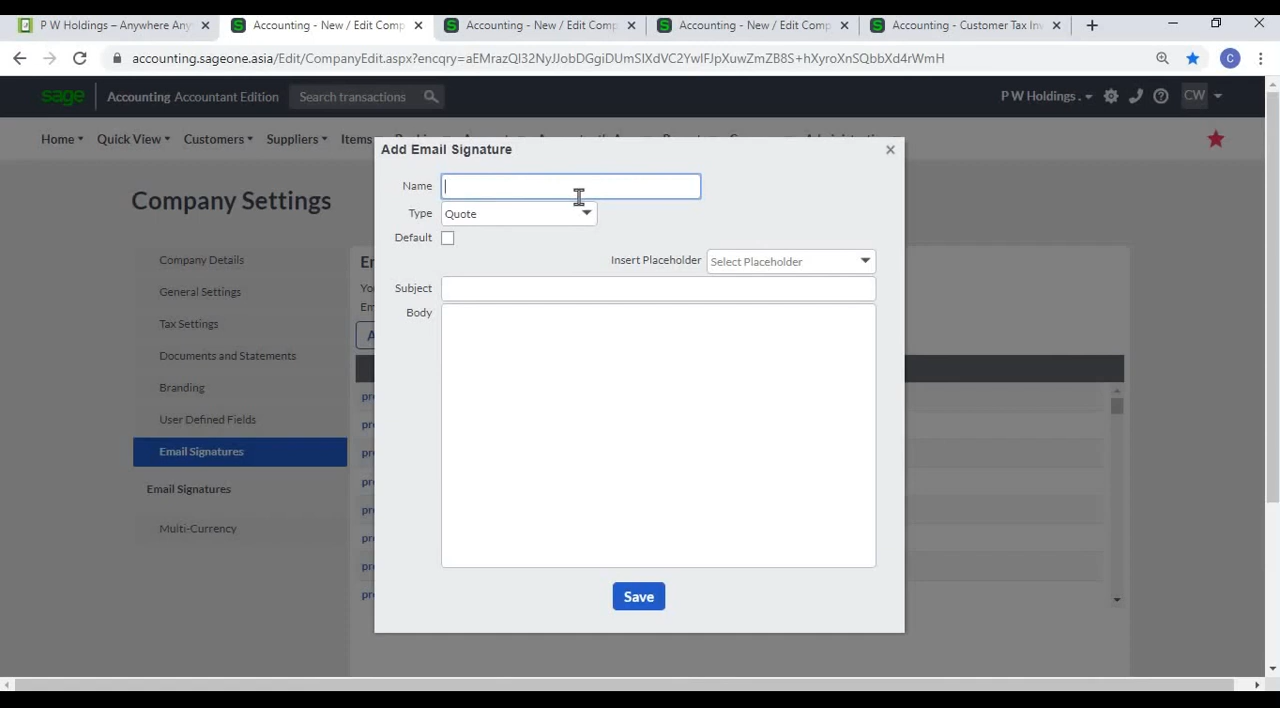 P W Holdings – Anywhere Any
Accounting - New / Edit Comp
Accounting - New / Edit Comp
Accounting - New / Edit Comp
Accounting - Customer Tax Inv
accounting.sageone.asia/Edit/CompanyEdit.aspx?encqry=
C
sage
Accounting Accountant Edition
Search transactions
P W Holdings .
CW
Home
Quick View
Customers
Suppliers
Items
Company Settings
Company Details
General Settings
Tax Settings
Documents and Statements
Branding
User Defined Fields
Email Signatures
Email Signatures
Multi-Currency
Add Email Signature
Name
Type
Quote
Default
Insert Placeholder
Select Placeholder
Subject
Body
Save